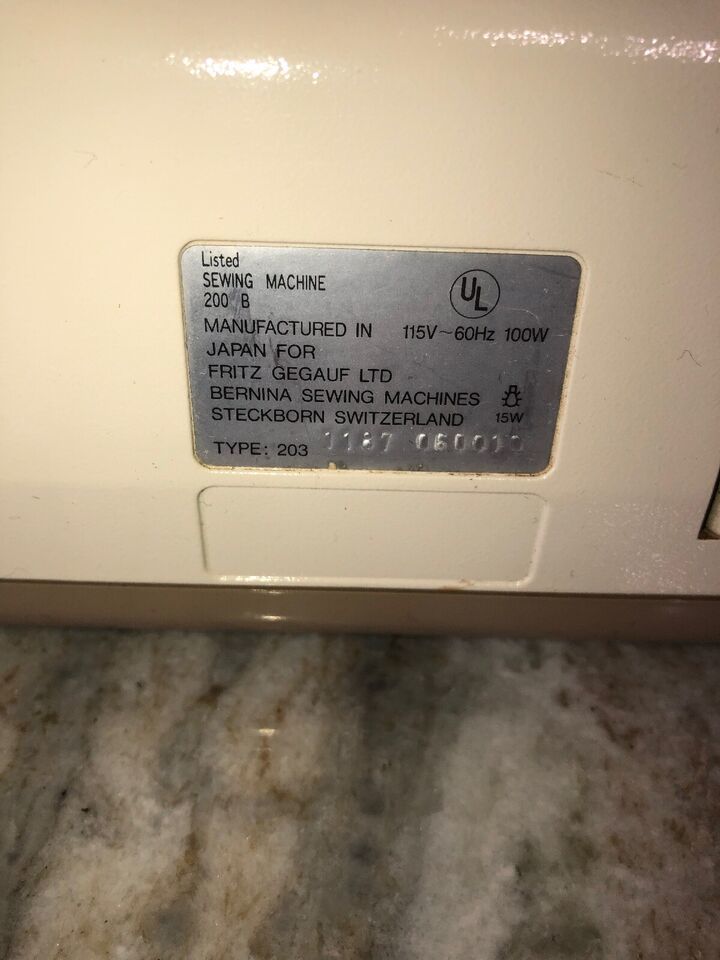 Listed
SEWING MACHINE
200 B
UL
MANUFACTURED IN 115V~60Hz 100W
JAPAN FOR
FRITZ GEGAUF LTD
BERNINA SEWING MACHINES
STECKBORN SWITZERLAND 15W
TYPE: 203 1187 060010